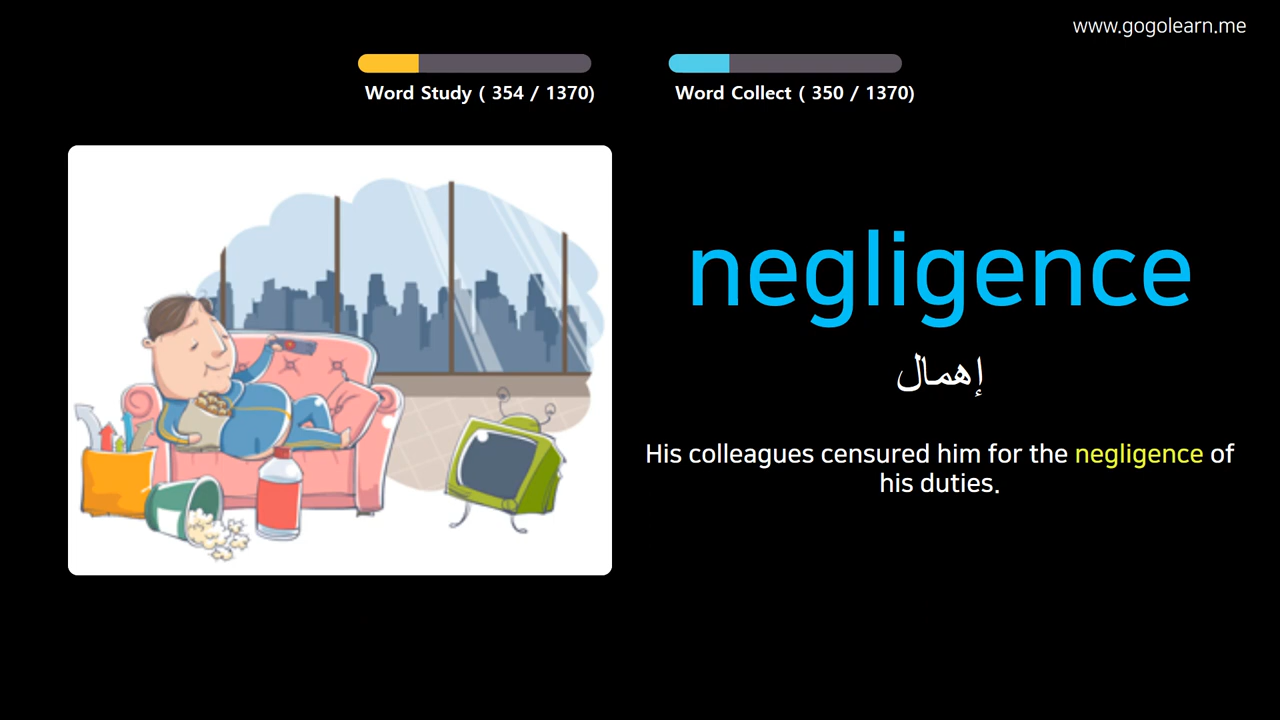 www.gogolearn.me
Word Study ( 354 / 1370)
Word Collect ( 350 / 1370)
negligence
إهمال
His colleagues censured him for the negligence of
his duties.